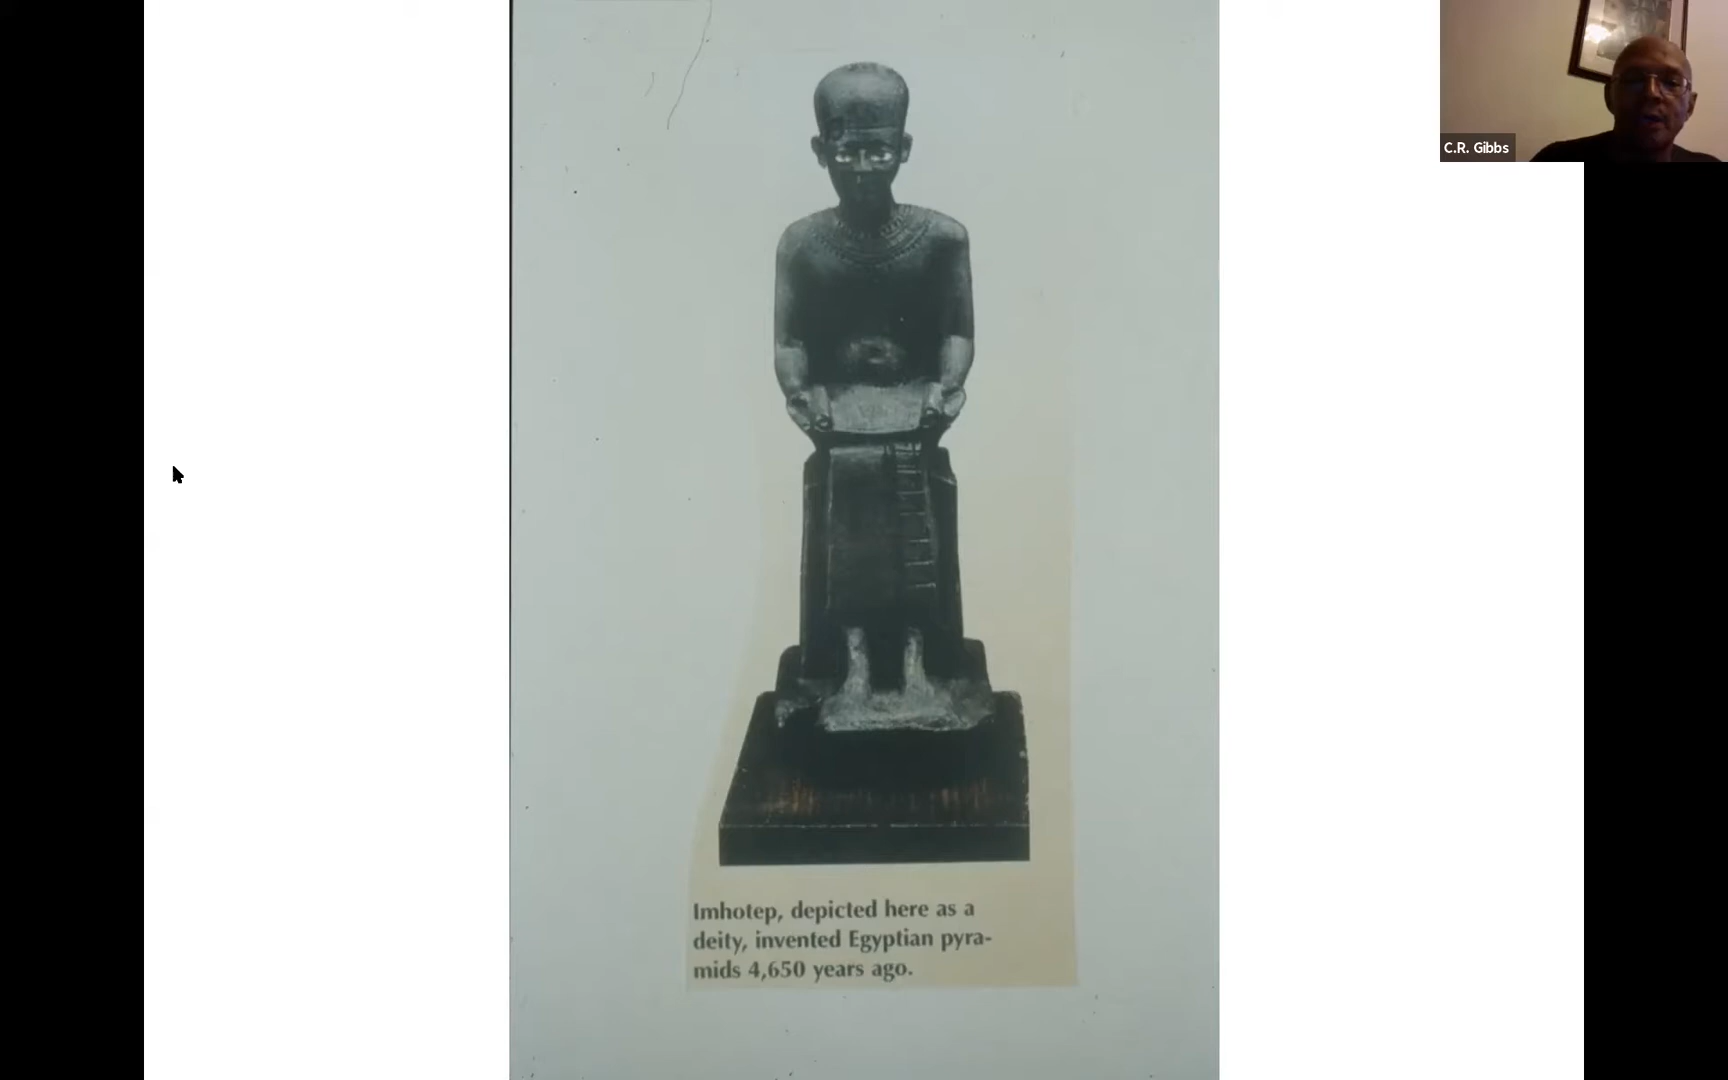 C.R. Gibbs
Imhotep, depicted here as a
deity, invented Egyptian pyra-
mids 4,650 years ago.